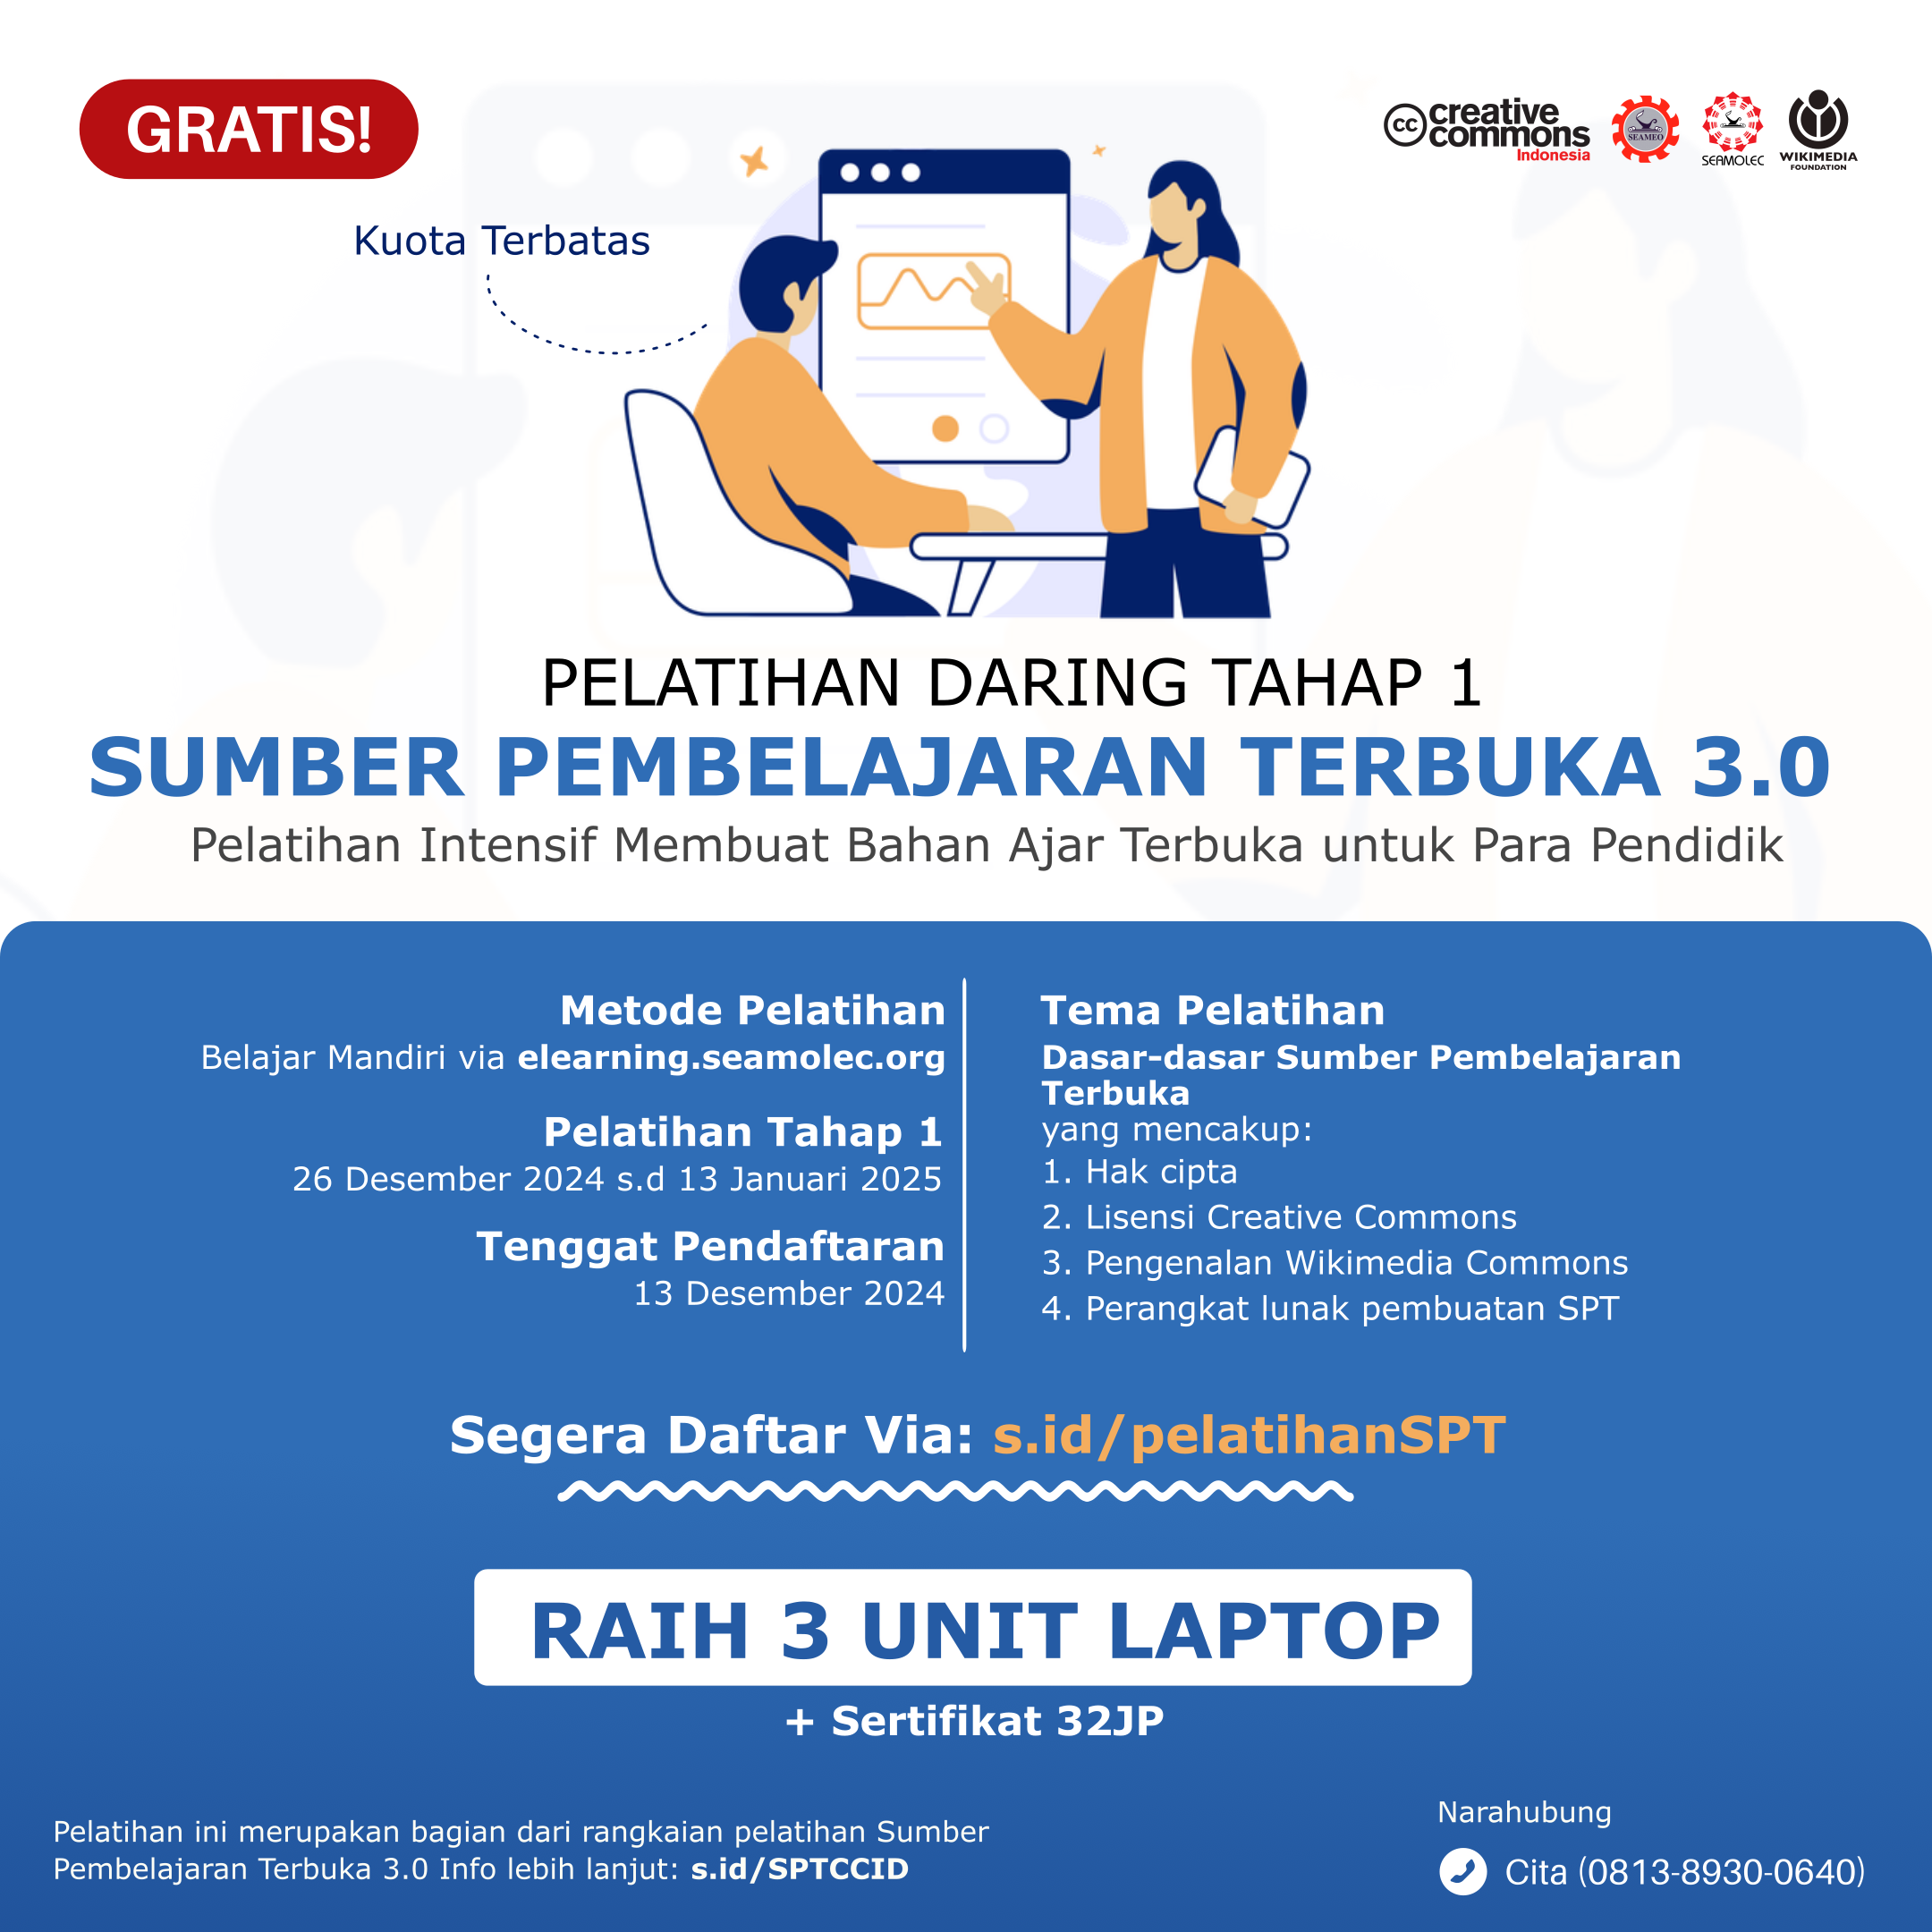 GRATIS!
Kuota Terbatas
cc creative commons
Indonesia
SEAMEO
SEAMOLEC
WIKIMEDIA
FOUNDATION
PELATIHAN DARING TAHAP 1
SUMBER PEMBELAJARAN TERBUKA 3.0
Pelatihan Intensif Membuat Bahan Ajar Terbuka untuk Para Pendidik
Metode Pelatihan
Belajar Mandiri via elearning.seamolec.org
Pelatihan Tahap 1
26 Desember 2024 s.d 13 Januari 2025
Tenggat Pendaftaran
13 Desember 2024
Tema Pelatihan
Dasar-dasar Sumber Pembelajaran
Terbuka
yang mencakup:
1. Hak cipta
2. Lisensi Creative Commons
3. Pengenalan Wikimedia Commons
4. Perangkat lunak pembuatan SPT
Segera Daftar Via: s.id/pelatihanSPT
RAIH 3 UNIT LAPTOP
+ Sertifikat 32JP
Pelatihan ini merupakan bagian dari rangkaian pelatihan Sumber
Pembelajaran Terbuka 3.0 Info lebih lanjut: s.id/SPTCCID
Narahubung
Cita (0813-8930-0640)